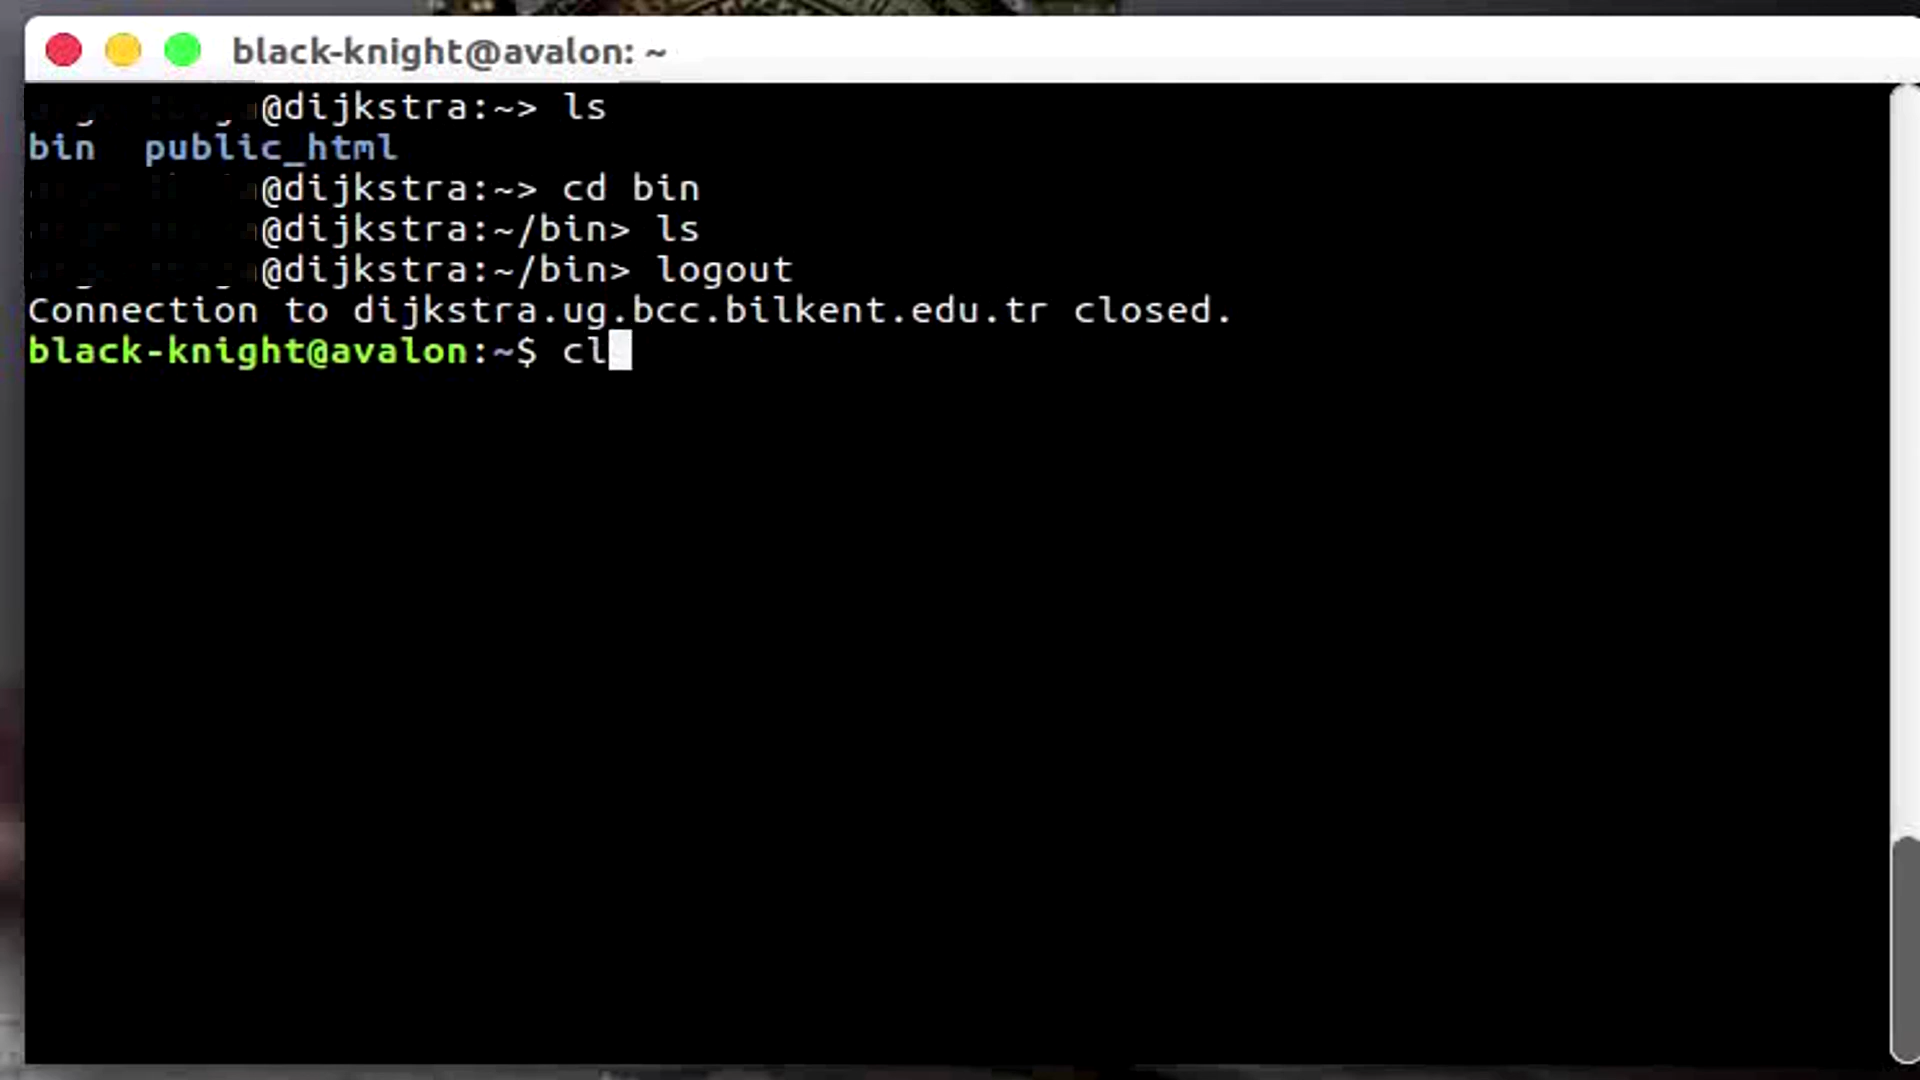 black-knight@avalon: ~
@dijkstra:~> ls
bin public_html
@dijkstra:~> cd bin
@dijkstra:~/bin> ls
@dijkstra:~/bin> logout
Connection to dijkstra.ug.bcc.bilkent.edu.tr closed.
black-knight@avalon:~$ cl